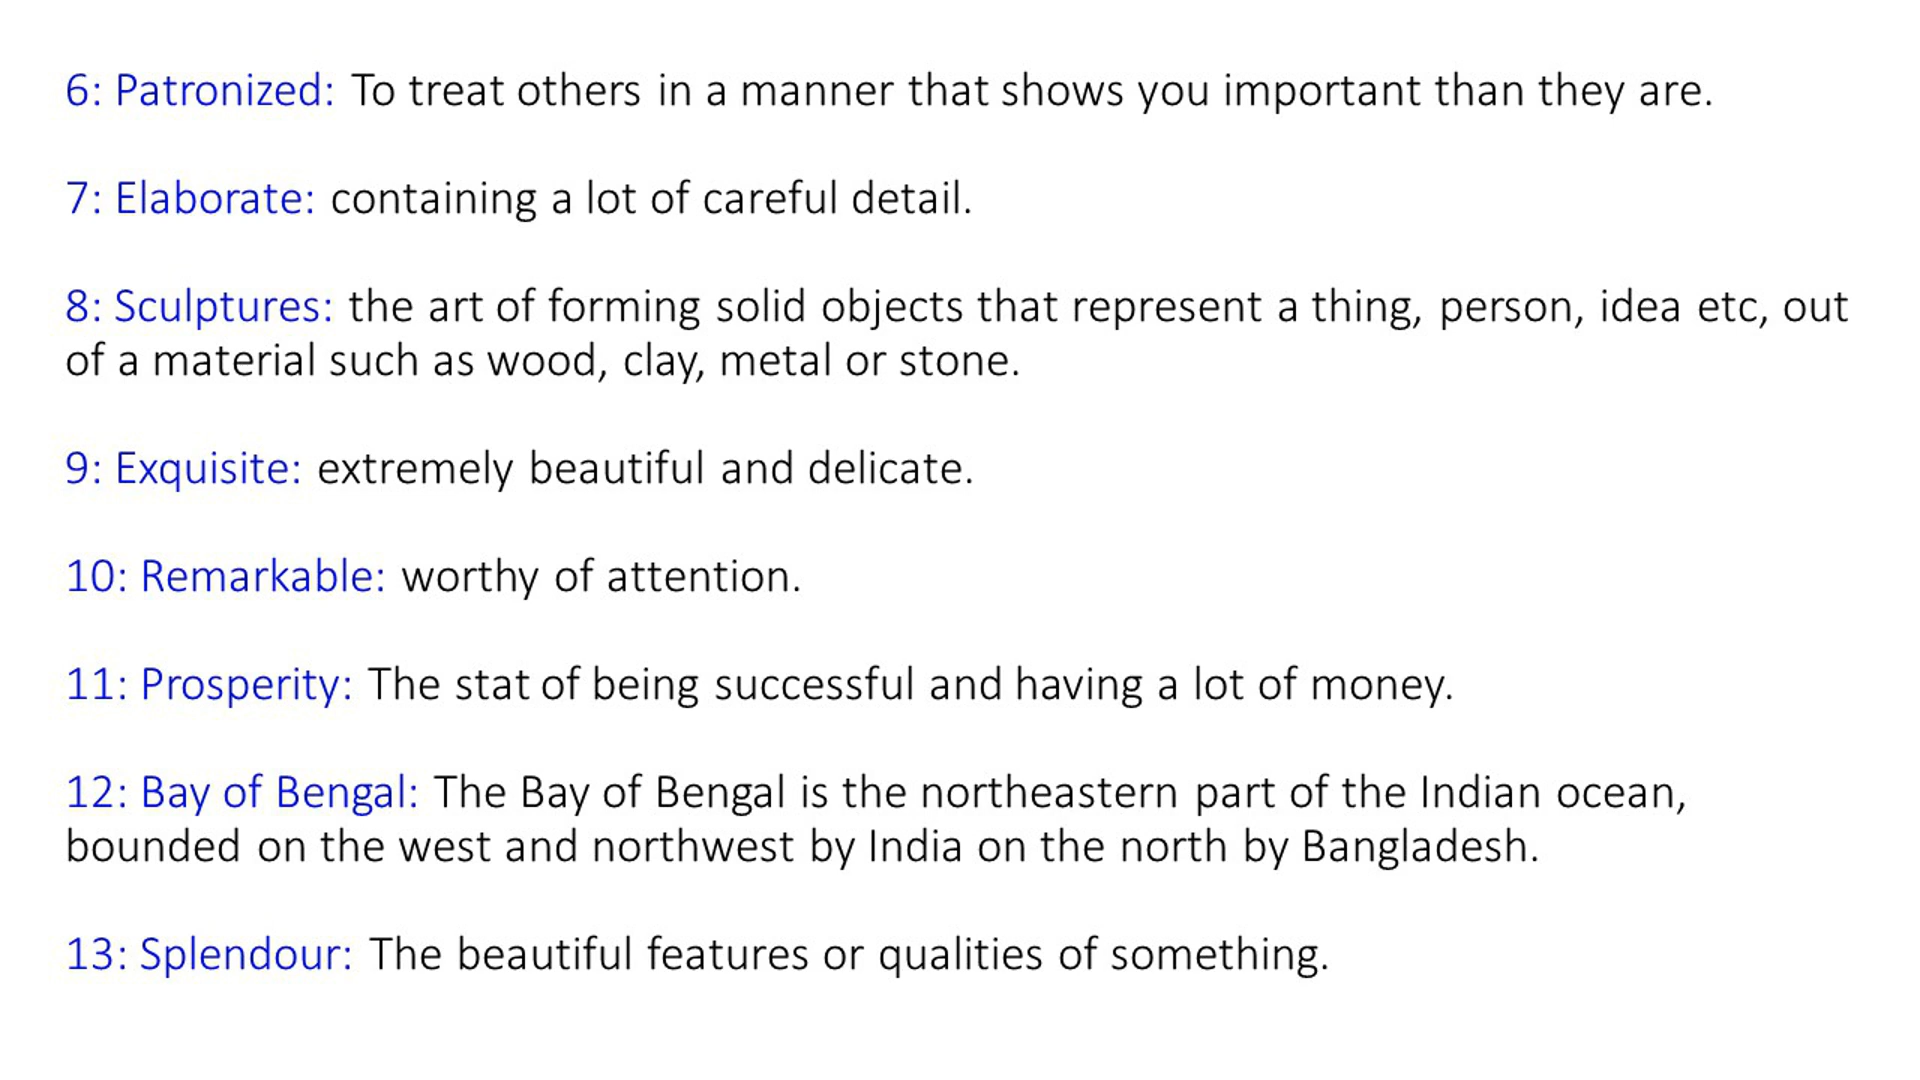 6: Patronized: To treat others in a manner that shows you important than they are.
7: Elaborate: containing a lot of careful detail.
8: Sculptures: the art of forming solid objects that represent a thing, person, idea etc, out
of a material such as wood, clay, metal or stone.
9: Exquisite: extremely beautiful and delicate.
10: Remarkable: worthy of attention.
11: Prosperity: The stat of being successful and having a lot of money.
12: Bay of Bengal: The Bay of Bengal is the northeastern part of the Indian ocean,
bounded on the west and northwest by India on the north by Bangladesh.
13: Splendour: The beautiful features or qualities of something.